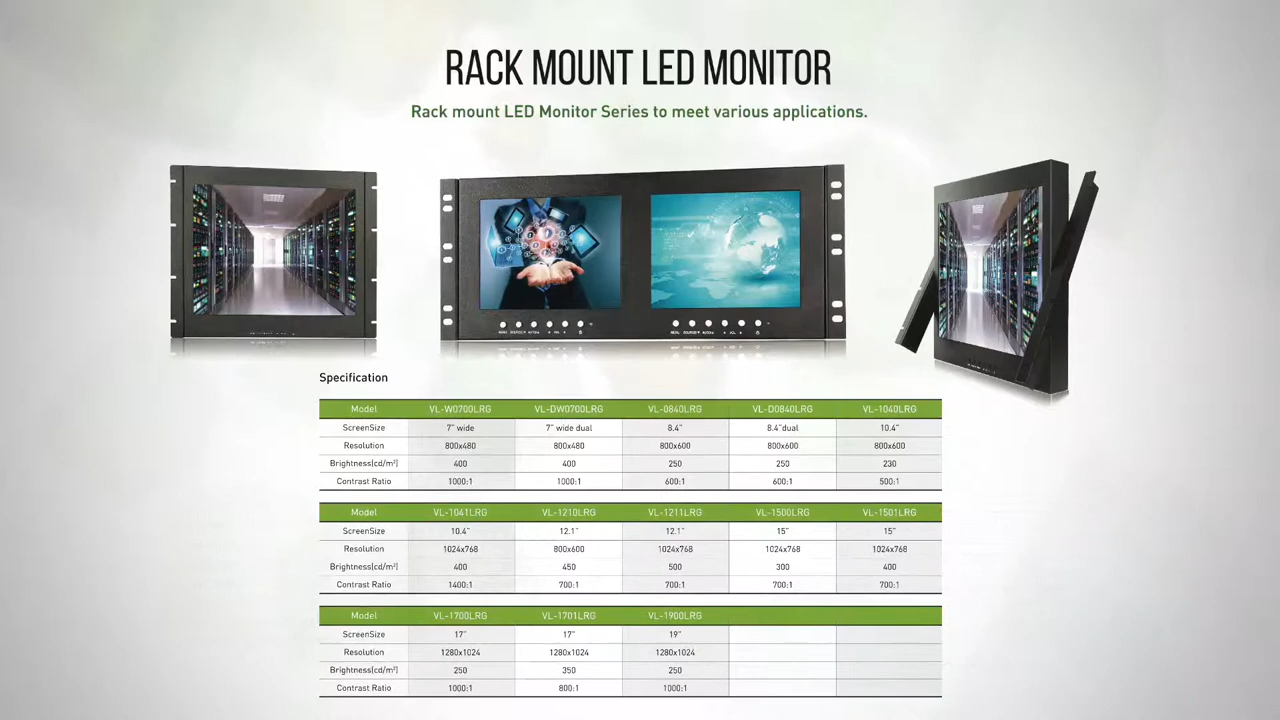 RACK MOUNT LED MONITOR
Rack mount LED Monitor Series to meet various applications.
Specification
Model VL-W0700LRG VL-DW0700LRG VL-0840LRG VL-D0840LRG VL-1040LRG
ScreenSize 7" wide 7" wide dual 8.4" 8.4"dual 10.4"
Resolution 800x480 800x480 800x600 800x600 800x600
Brightness[cd/m²] 400 400 250 250 230
Contrast Ratio 1000:1 1000:1 600:1 600:1 500:1
Model VL-1041LRG VL-1210LRG VL-1211LRG VL-1500LRG VL-1501LRG
ScreenSize 10.4" 12.1" 12.1" 15" 15"
Resolution 1024x768 800x600 1024x768 1024x768 1024x768
Brightness[cd/m²] 400 450 500 300 400
Contrast Ratio 1400:1 700:1 700:1 700:1 700:1
Model VL-1700LRG VL-1701LRG VL-1900LRG
ScreenSize 17" 17" 19"
Resolution 1280x1024 1280x1024 1280x1024
Brightness[cd/m²] 250 350 250
Contrast Ratio 1000:1 800:1 1000:1